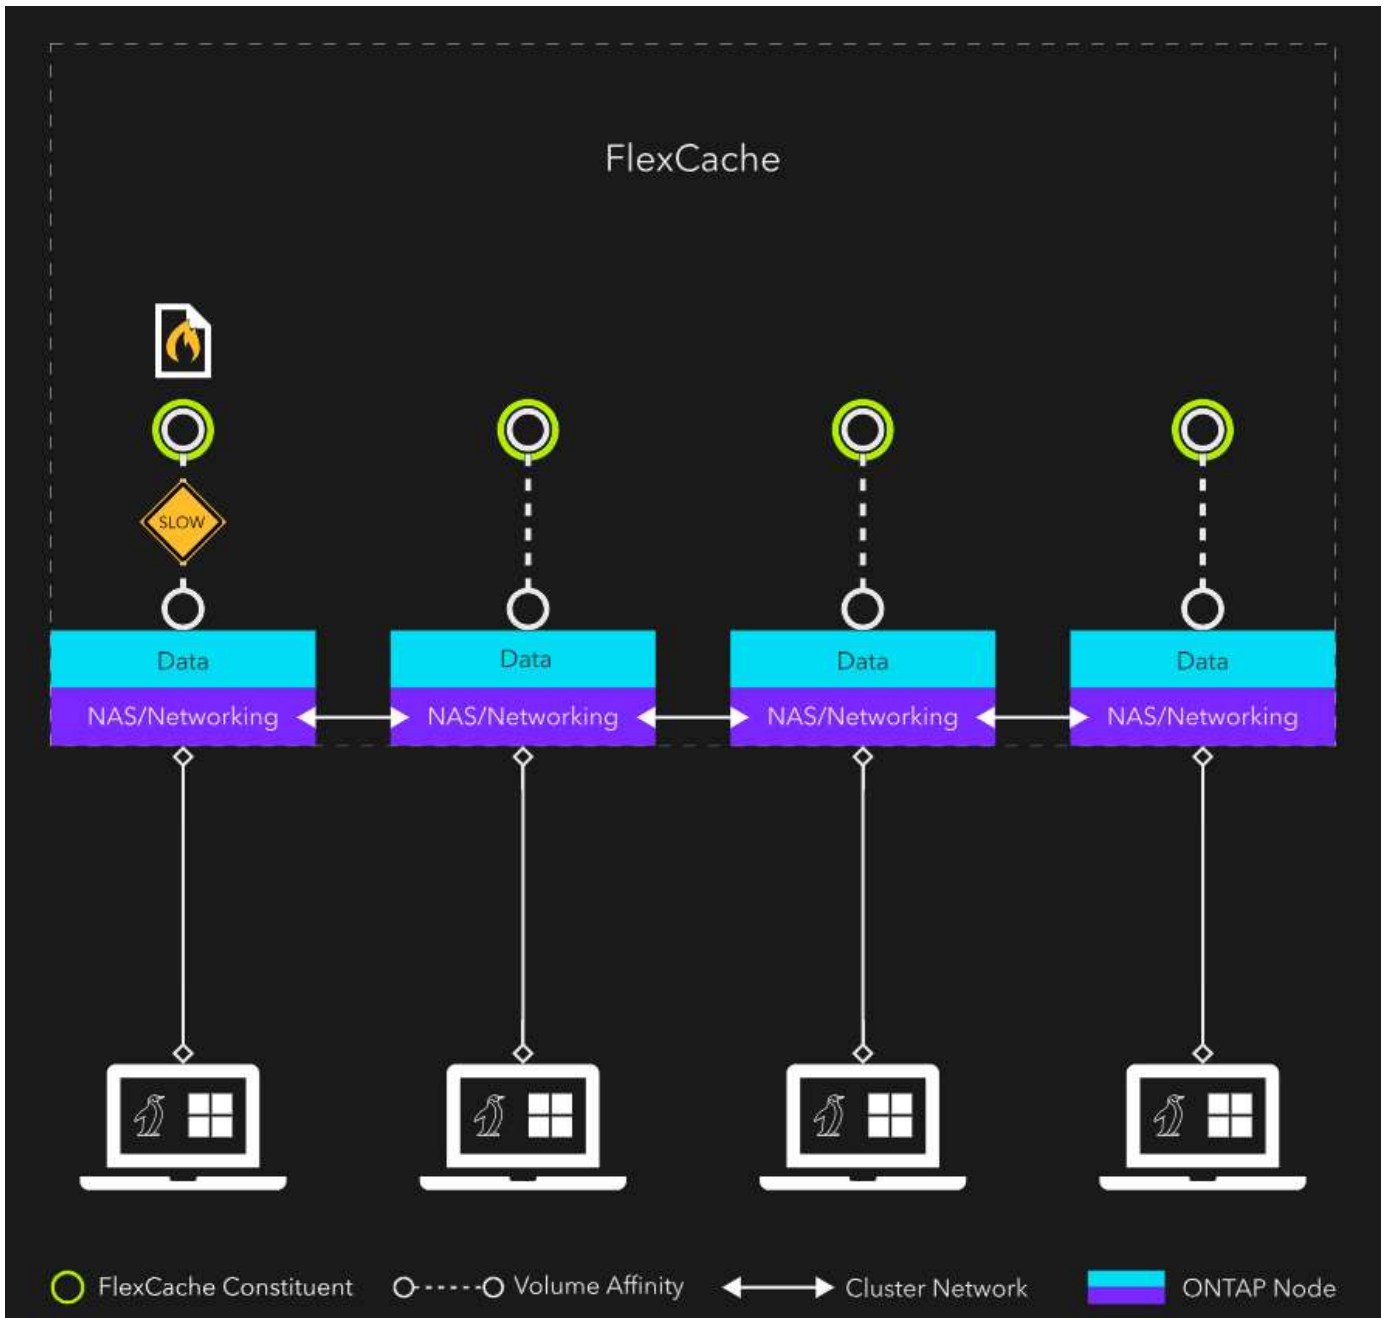 FlexCache
SLOW
Data Data Data Data
NAS/Networking NAS/Networking NAS/Networking NAS/Networking
FlexCache Constituent Volume Affinity Cluster Network ONTAP Node